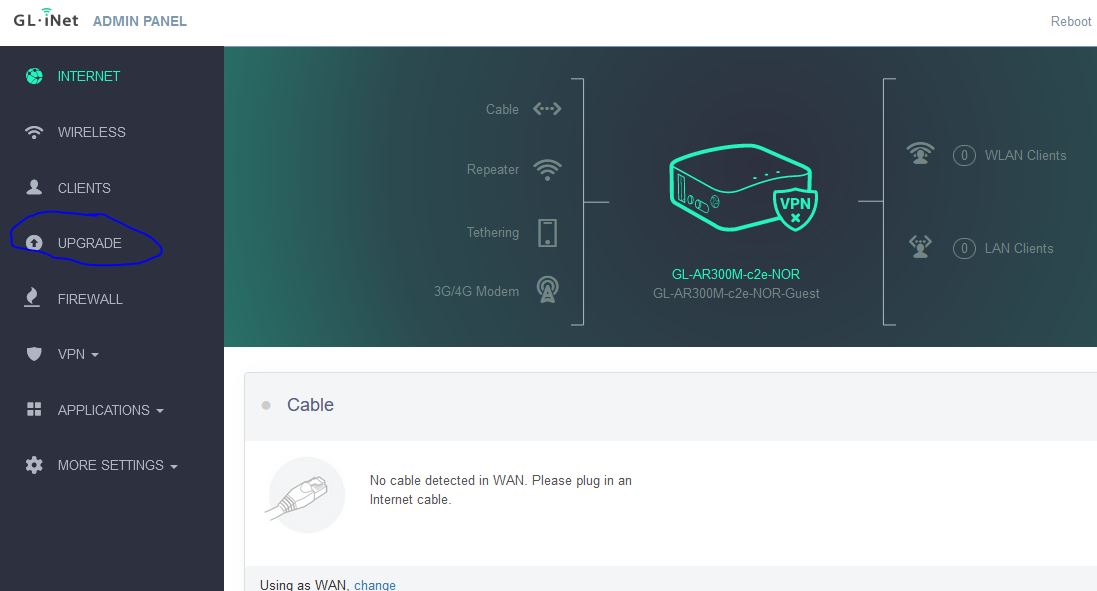 GL·iNet ADMIN PANEL
Reboot
INTERNET
WIRELESS
CLIENTS
UPGRADE
FIREWALL
VPN
APPLICATIONS
MORE SETTINGS
Cable
Repeater
Tethering
3G/4G Modem
VPN
GL-AR300M-c2e-NOR
GL-AR300M-c2e-NOR-Guest
0 WLAN Clients
0 LAN Clients
Cable
No cable detected in WAN. Please plug in an
Internet cable.
Using as WAN, change